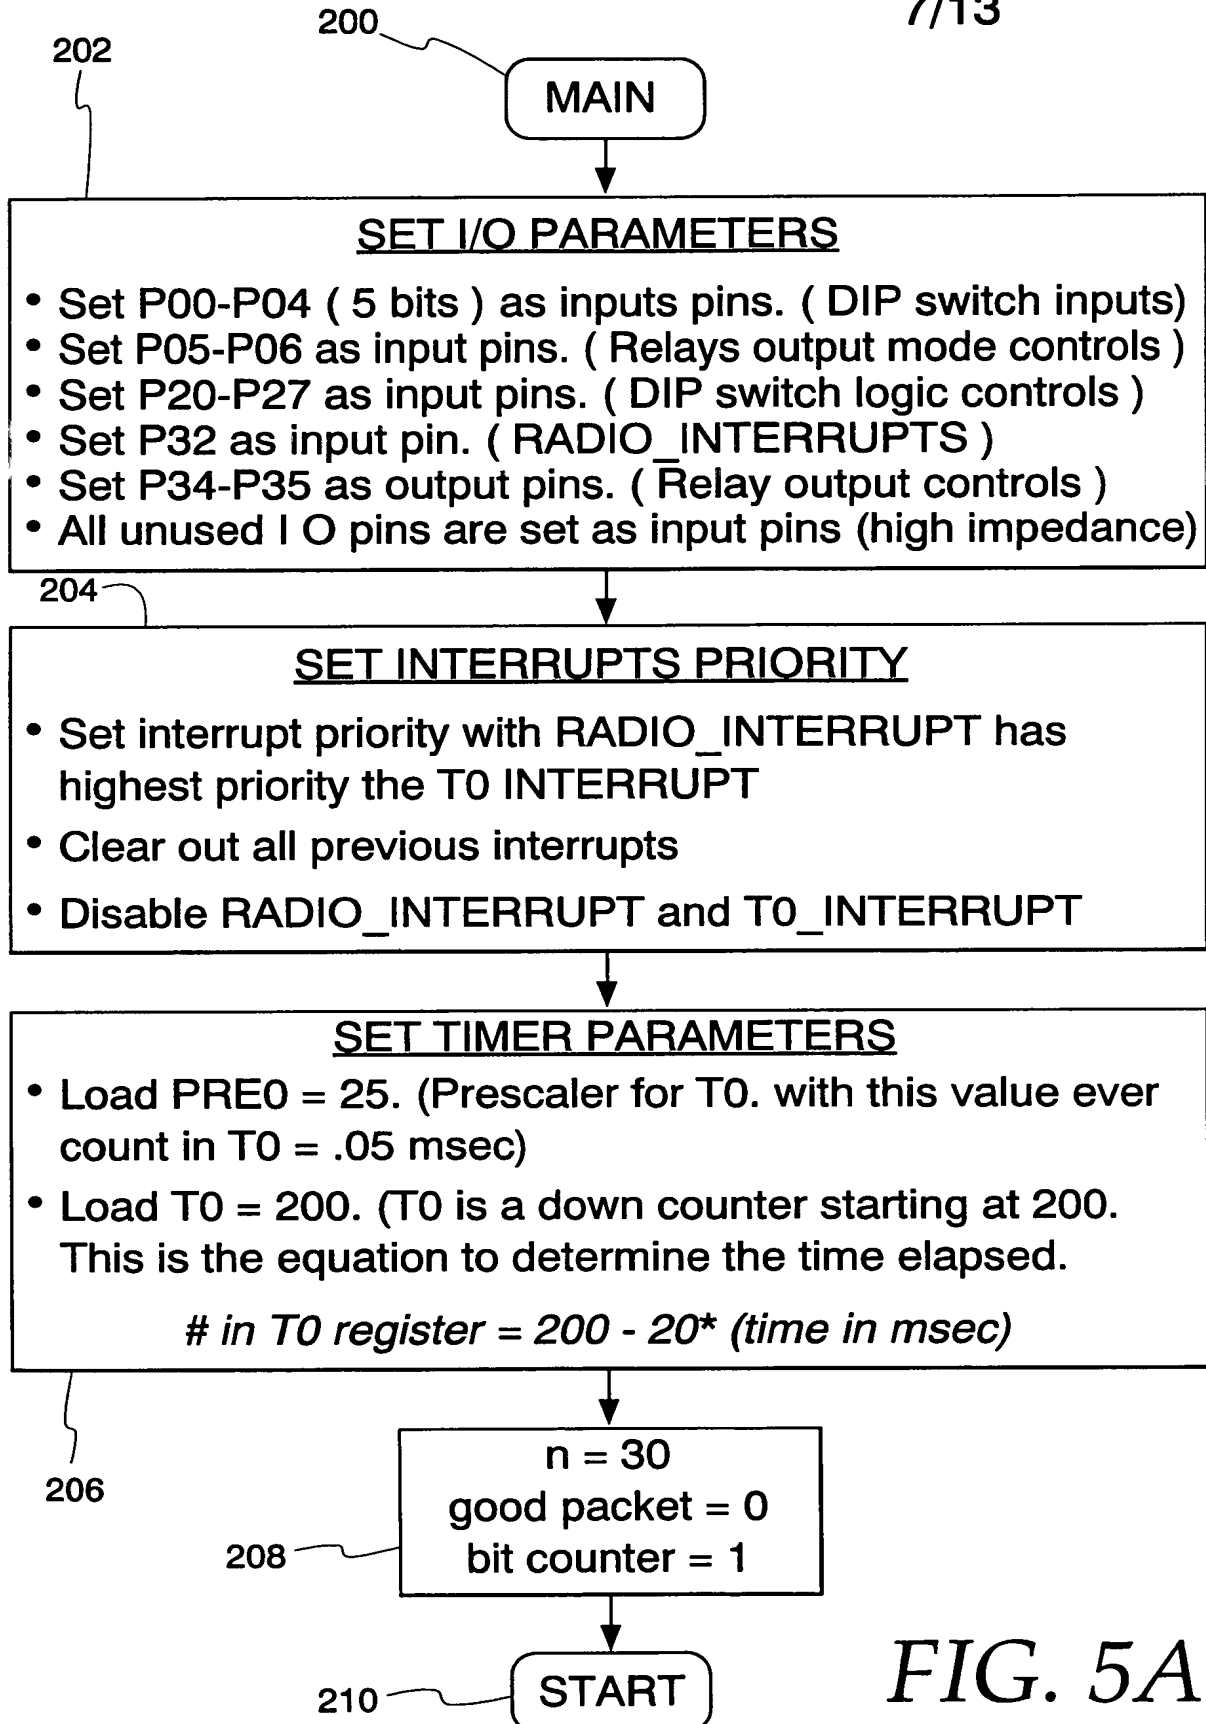 7/13
200
202
MAIN
SET I/O PARAMETERS
• Set P00-P04 ( 5 bits ) as inputs pins. ( DIP switch inputs)
• Set P05-P06 as input pins. ( Relays output mode controls )
• Set P20-P27 as input pins. ( DIP switch logic controls )
• Set P32 as input pin. ( RADIO_INTERRUPTS )
• Set P34-P35 as output pins. ( Relay output controls )
• All unused I O pins are set as input pins (high impedance)
204
SET INTERRUPTS PRIORITY
• Set interrupt priority with RADIO_INTERRUPT has
highest priority the T0 INTERRUPT
• Clear out all previous interrupts
• Disable RADIO_INTERRUPT and T0_INTERRUPT
SET TIMER PARAMETERS
• Load PRE0 = 25. (Prescaler for T0. with this value ever
count in T0 = .05 msec)
• Load T0 = 200. (T0 is a down counter starting at 200.
This is the equation to determine the time elapsed.
# in T0 register = 200 - 20* (time in msec)
206
n = 30
good packet = 0
bit counter = 1
208
START
210
FIG. 5A